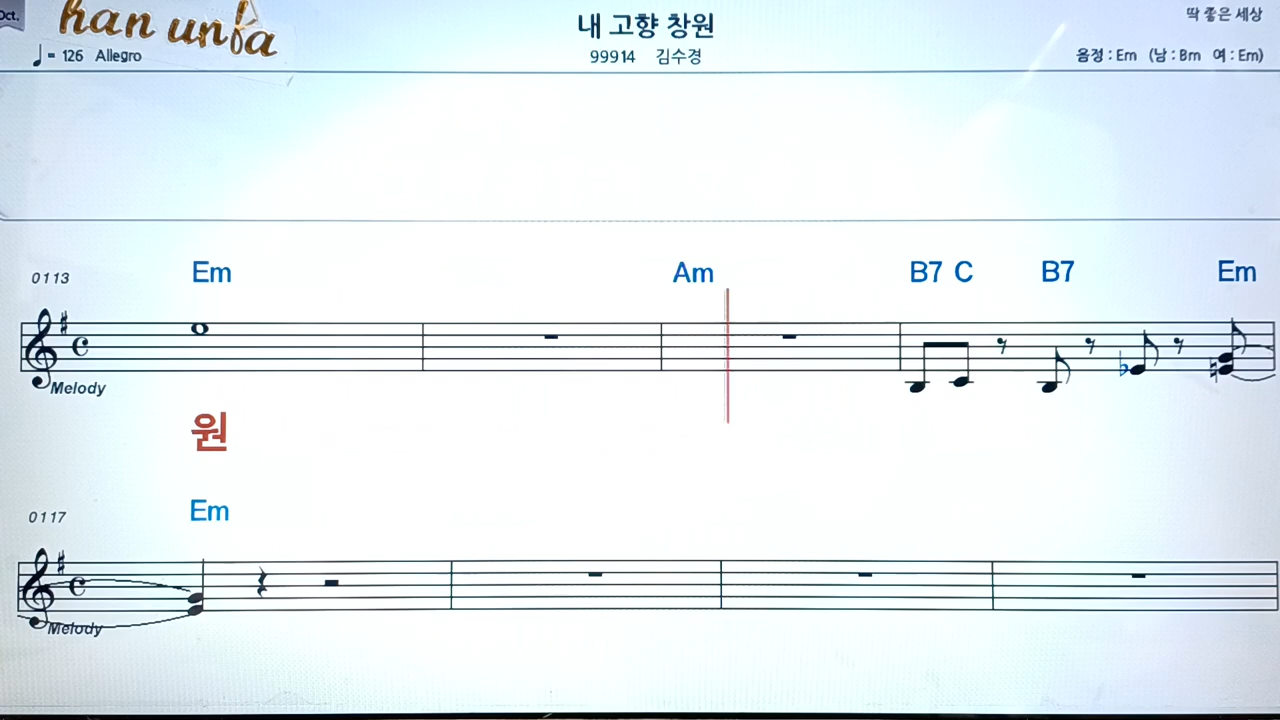 Oct.
han unfa
내 고향 창원
딱 좋은 세상
♩= 126 Allegro
99914 김수경
음정 : Em (남 : Bm 여 : Em)
0113 Em Am B7 C B7 Em
Melody
원
0117 Em
Melody